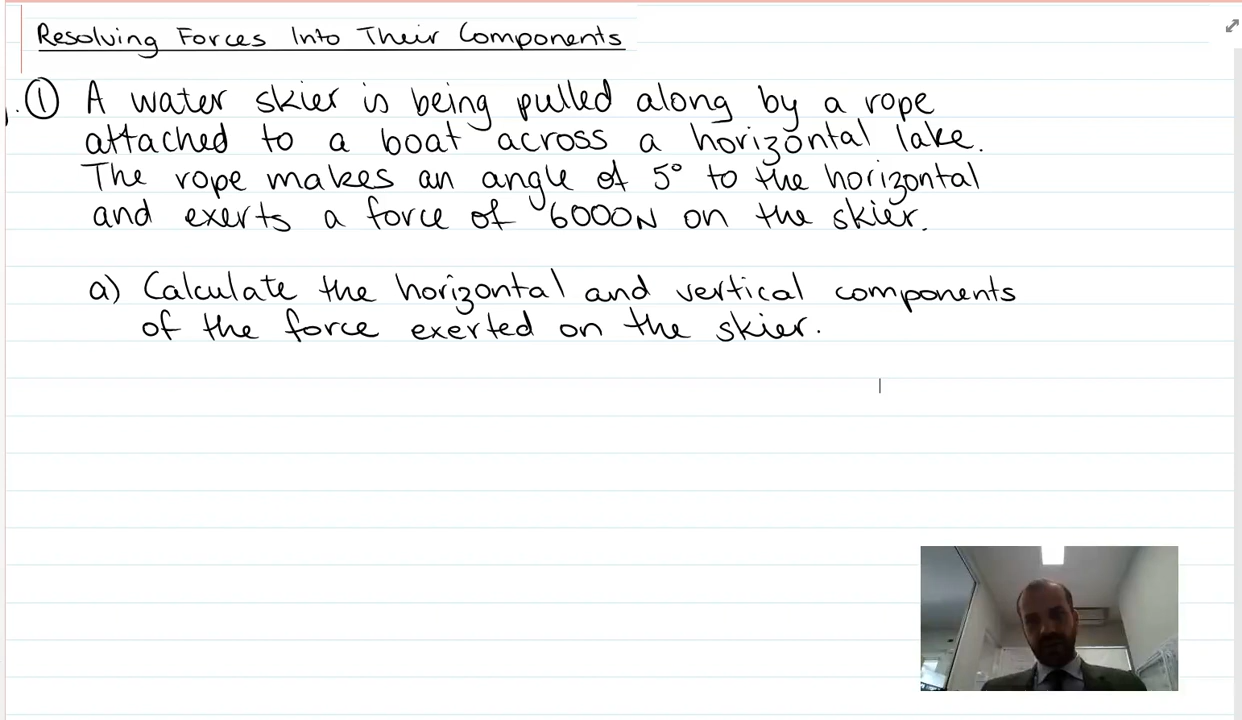 Resolving Forces Into Their Components
① A water skier is being pulled along by a rope
attached to a boat across a horizontal lake.
The rope makes an angle of 5° to the horizontal
and exerts a force of 6000N on the skier.
a) Calculate the horizontal and vertical components
of the force exerted on the skier.